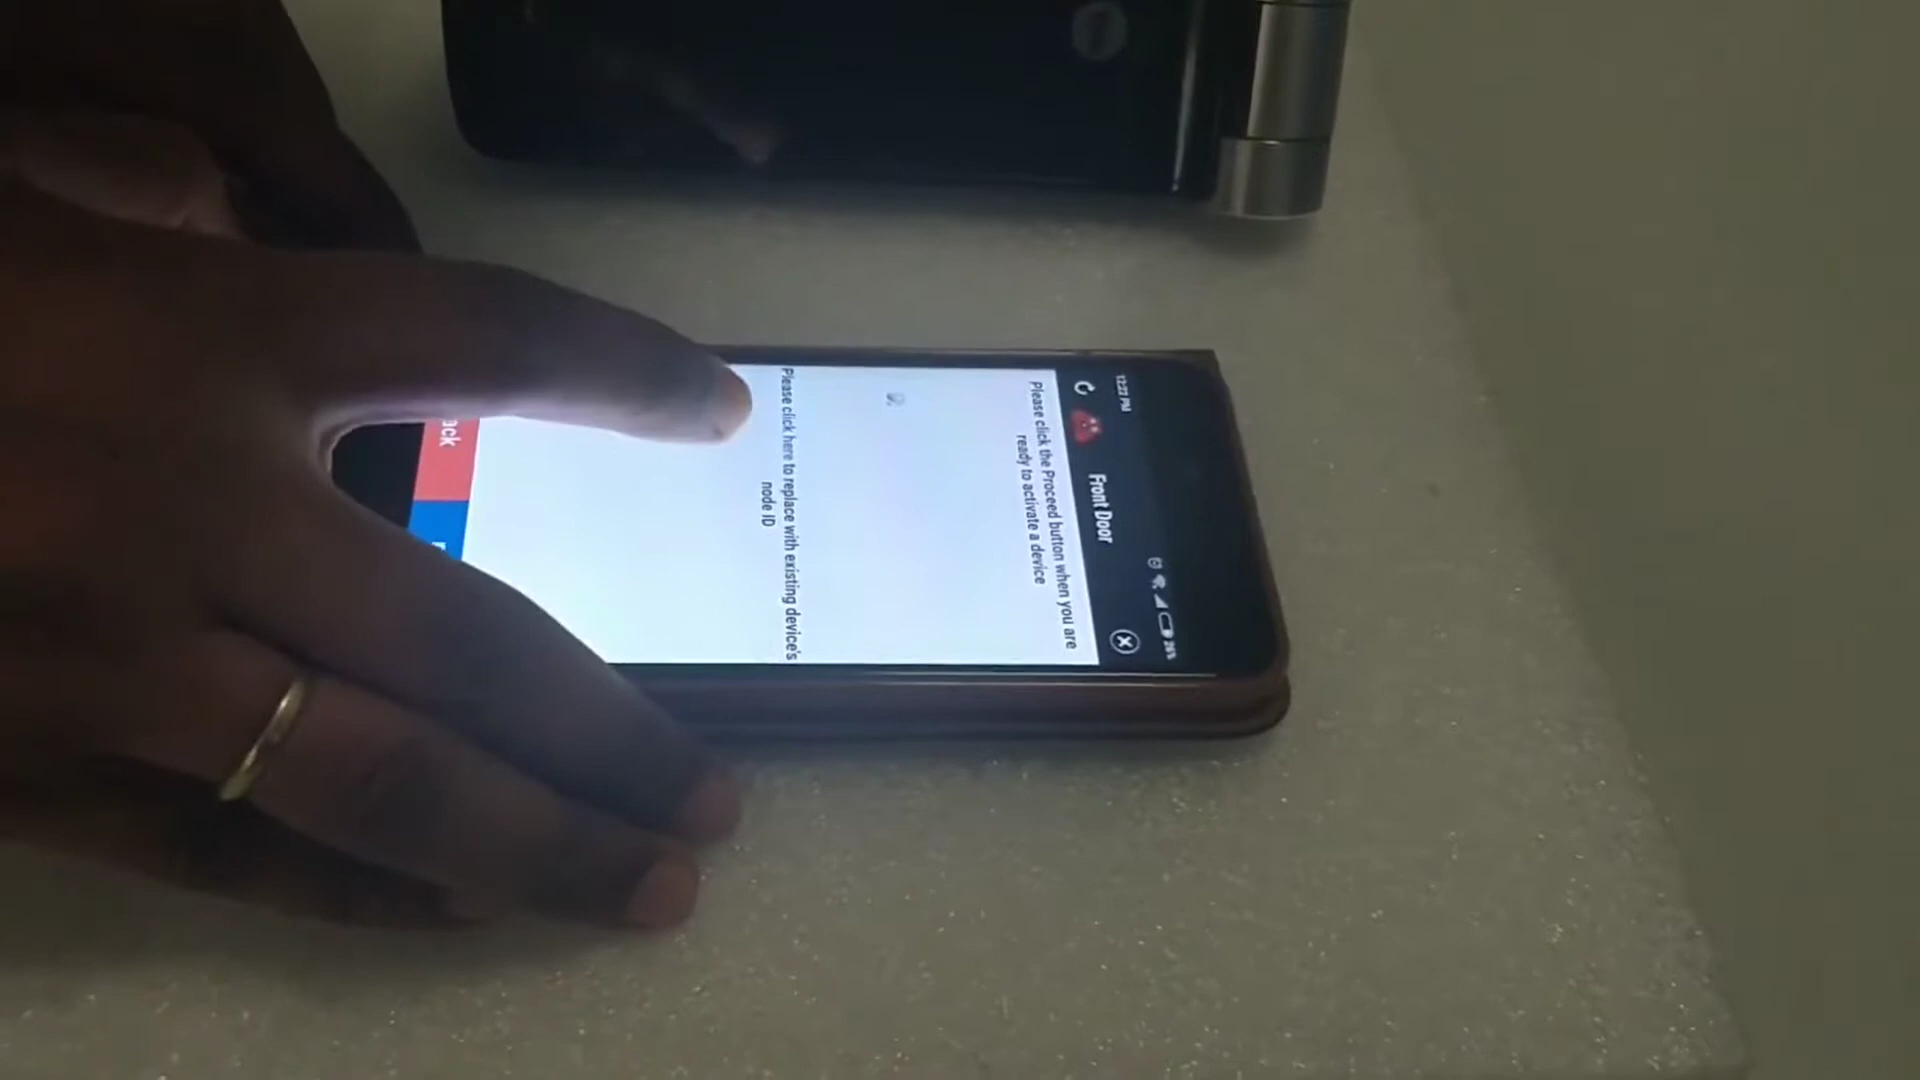 12:22 PM
26%
Front Door
Please click the Proceed button when you are
ready to activate a device
Please click here to replace with existing device's
node ID
ack